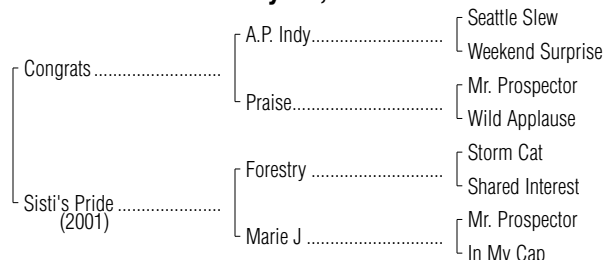 Seattle Slew
A.P. Indy
Weekend Surprise
Congrats
Mr. Prospector
Praise
Wild Applause
Storm Cat
Forestry
Shared Interest
Sisti's Pride
(2001)
Mr. Prospector
Marie J
In My Cap